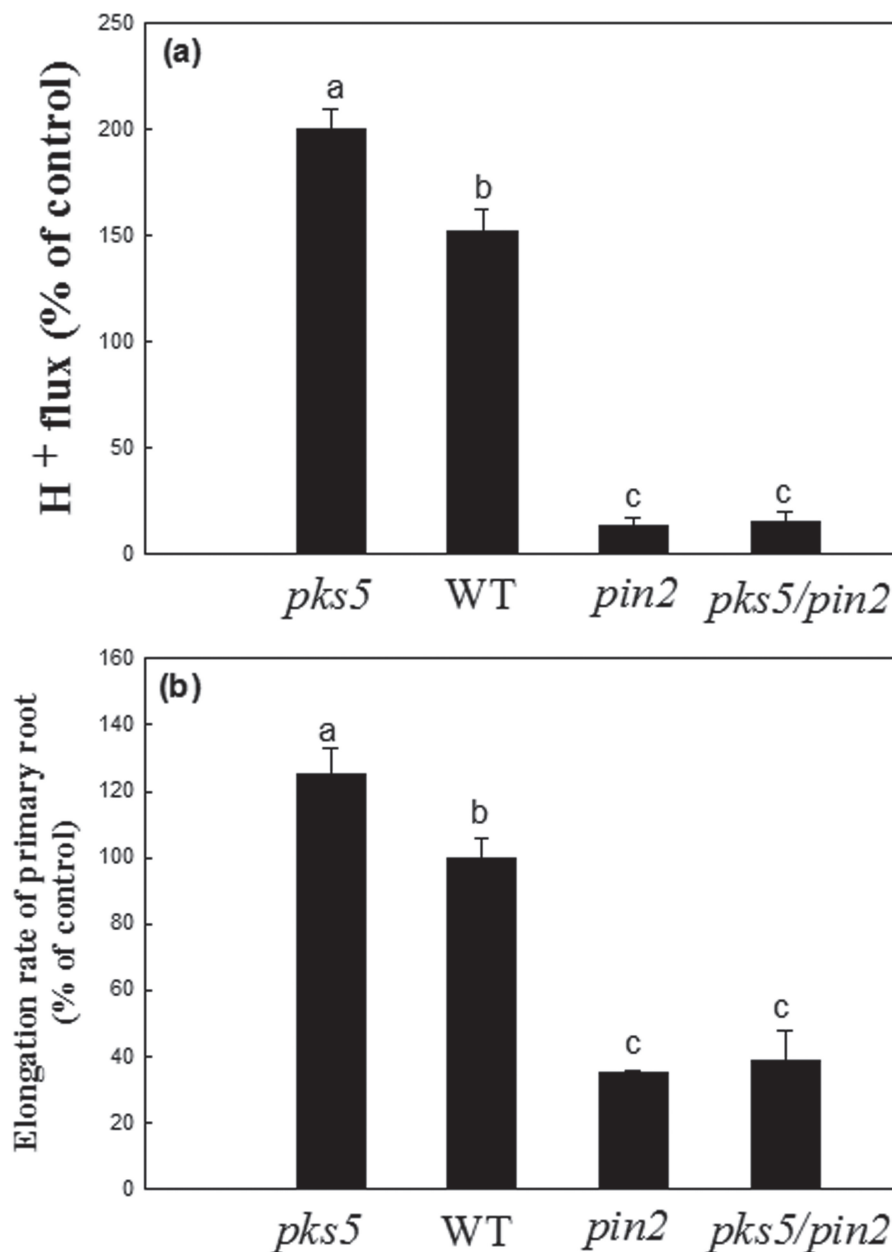 (a)
H + flux (% of control)
250
200
150
100
50
0
a
b
c
c
pks5 WT pin2 pks5/pin2
(b)
Elongation rate of primary root
(% of control)
160
140
120
100
80
60
40
20
0
a
b
c
c
pks5 WT pin2 pks5/pin2